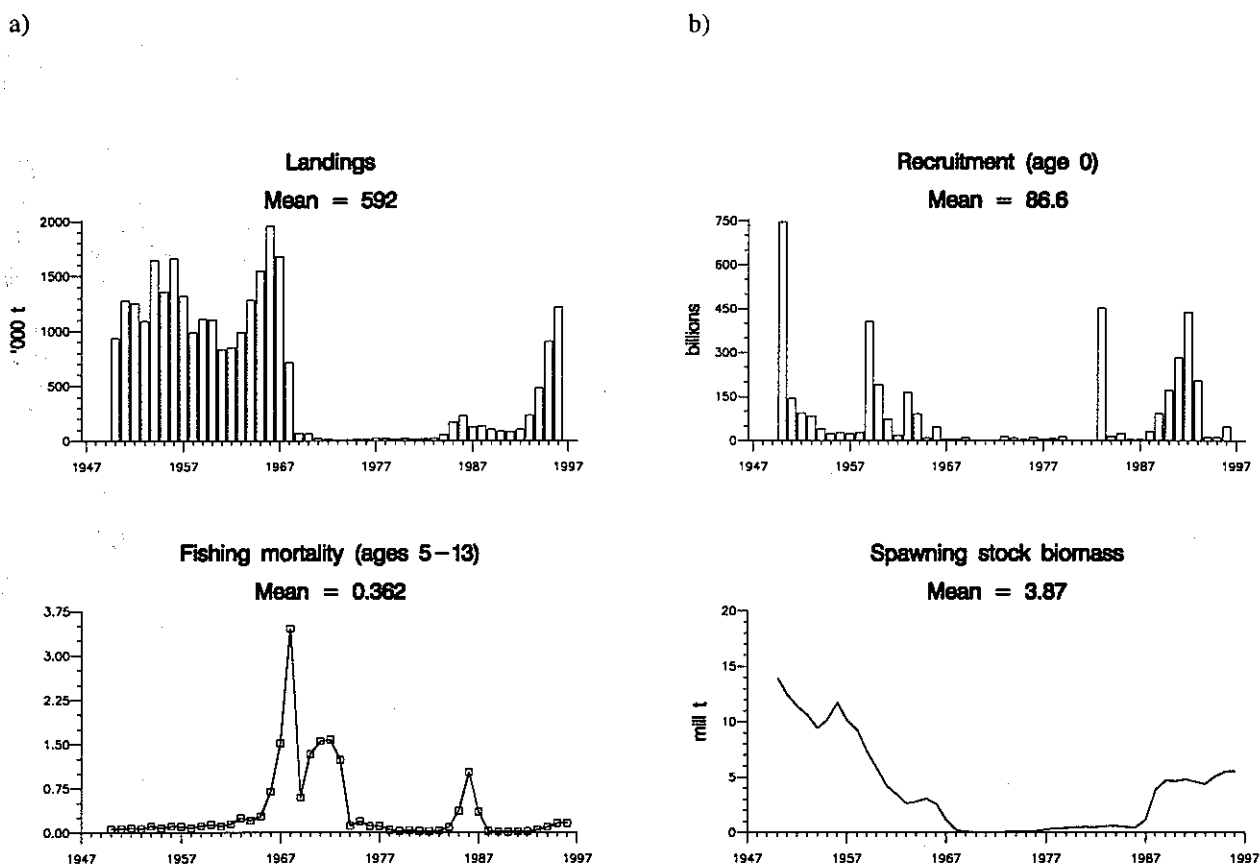 a)
b)
Landings
Mean = 592
2000
1500
1000
500
0
'000 t
1947 1957 1967 1977 1987 1997
Recruitment (age 0)
Mean = 86.6
750
600
450
300
150
0
billions
1947 1957 1967 1977 1987 1997
Fishing mortality (ages 5-13)
Mean = 0.362
3.75
3.00
2.25
1.50
0.75
0.00
1947 1957 1967 1977 1987 1997
Spawning stock biomass
Mean = 3.87
20
15
10
5
0
mill t
1947 1957 1967 1977 1987 1997